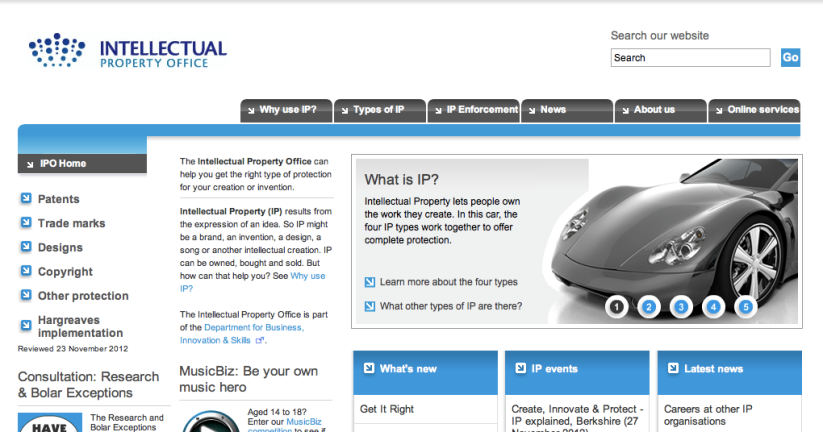 INTELLECTUAL
PROPERTY OFFICE
Search our website
Search
Go
Why use IP?
Types of IP
IP Enforcement
News
About us
Online services
IPO Home
Patents
Trade marks
Designs
Copyright
Other protection
Hargreaves
implementation
Reviewed 23 November 2012
Consultation: Research
& Bolar Exceptions
HAVE
The Research and
Bolar Exceptions
The Intellectual Property Office can
help you get the right type of protection
for your creation or invention.
Intellectual Property (IP) results from
the expression of an idea. So IP might
be a brand, an invention, a design, a
song or another intellectual creation. IP
can be owned, bought and sold. But
how can that help you? See Why use
IP?
The Intellectual Property Office is part
of the Department for Business,
Innovation & Skills.
MusicBiz: Be your own
music hero
Aged 14 to 18?
Enter our MusicBiz
competition to see if
What is IP?
Intellectual Property lets people own
the work they create. In this car, the
four IP types work together to offer
complete protection.
Learn more about the four types
What other types of IP are there?
1 2 3 4 5
What's new
Get It Right
IP events
Create, Innovate & Protect -
IP explained, Berkshire (27
November 2012)
Latest news
Careers at other IP
organisations